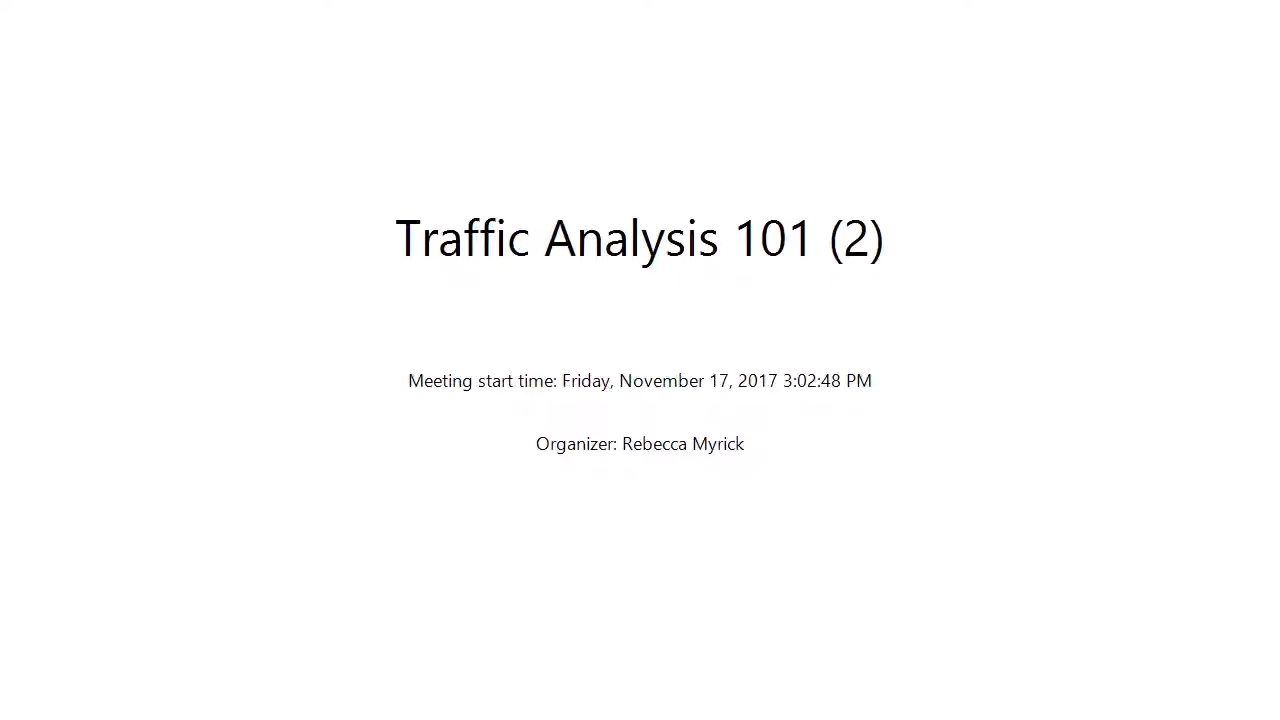 Traffic Analysis 101 (2)
Meeting start time: Friday, November 17, 2017 3:02:48 PM
Organizer: Rebecca Myrick